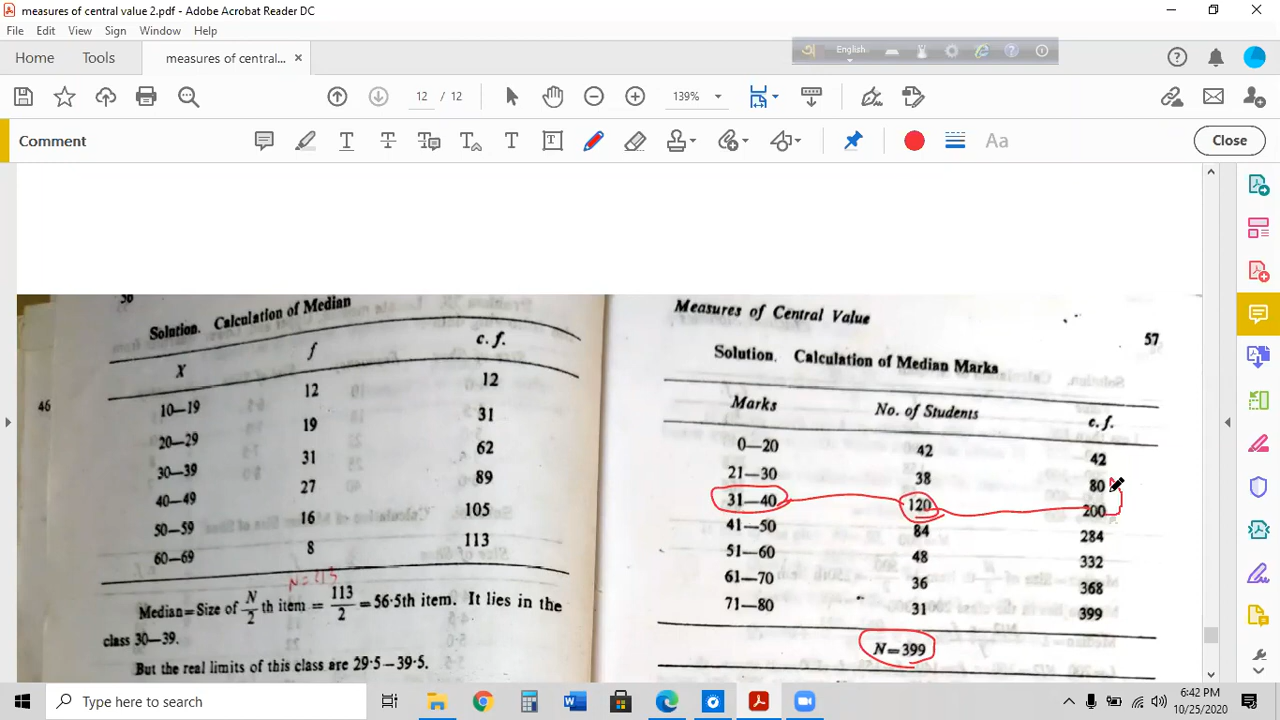 measures of central value 2.pdf - Adobe Acrobat Reader DC
File Edit View Sign Window Help
Home Tools measures of central... ×
English
12 / 12 139%
Comment
Aa
Close
46
Solution. Calculation of Median
X f c. f.
10—19 12 12
20—29 19 31
30—39 31 62
40—49 27 89
50—59 16 105
60—69 8 113
N=113
Median=Size of N/2 th item = 113/2 = 56·5th item. It lies in the
class 30—39.
But the real limits of this class are 29·5—39·5.
Measures of Central Value 57
Solution. Calculation of Median Marks
Marks No. of Students c. f.
0—20 42 42
21—30 38 80
31—40 120 200
41—50 84 284
51—60 48 332
61—70 36 368
71—80 31 399
N=399
Type here to search
6:42 PM
10/25/2020